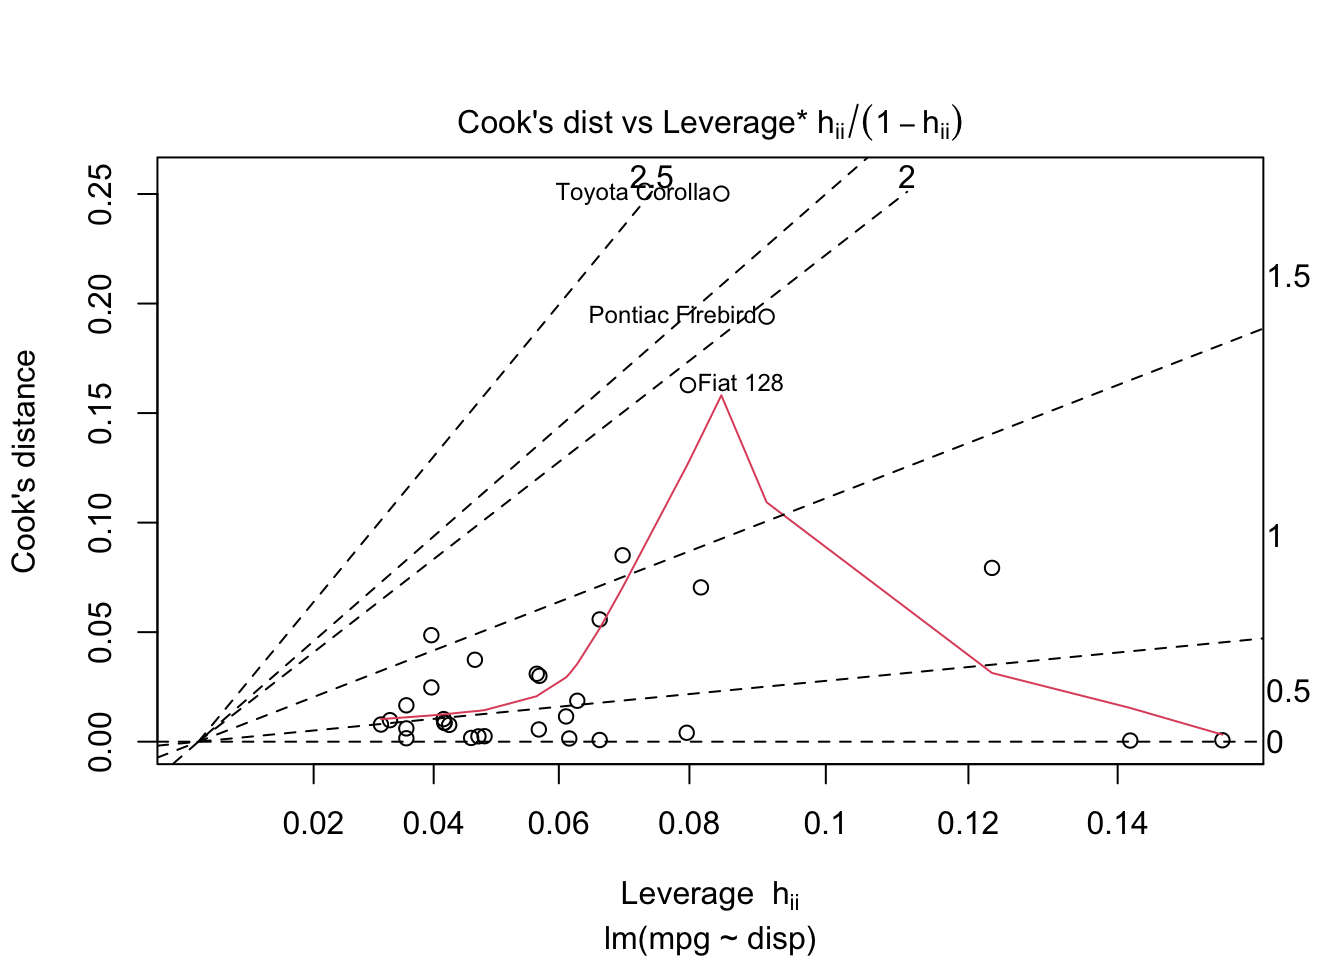 Cook's dist vs Leverage* hii/(1 − hii)
2.5
2
Toyota Corolla
Pontiac Firebird
Fiat 128
1.5
1
0.5
0
Cook's distance
0.25
0.20
0.15
0.10
0.05
0.00
0.02 0.04 0.06 0.08 0.1 0.12 0.14
Leverage hii
lm(mpg ~ disp)